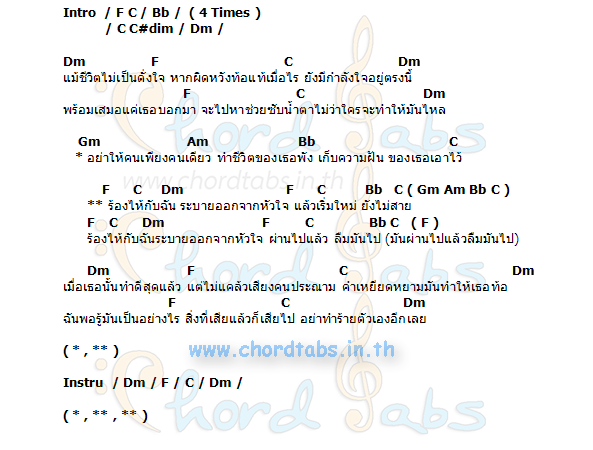 Intro / F C / Bb / ( 4 Times )
/ C C#dim / Dm /
Dm F C Dm
แม้ชีวิตไม่เป็นดั่งใจ หากผิดหวังท้อแท้เมื่อไร ยังมีกำลังใจอยู่ตรงนี้
F C Dm
พร้อมเสมอแค่เธอบอกมา จะไปหาช่วยซับน้ำตาไม่ว่าใครจะทำให้มันไหล
Gm Am Bb C
* อย่าให้คนเพียงคนเดียว ทำชีวิตของเธอพัง เก็บความฝัน ของเธอเอาไว้
www.chordtabs.in.th
F C Dm F C Bb C ( Gm Am Bb C )
** ร้องไห้กับฉัน ระบายออกจากหัวใจ แล้วเริ่มใหม่ ยังไม่สาย
F C Dm F C Bb C ( F )
ร้องไห้กับฉันระบายออกจากหัวใจ ผ่านไปแล้ว ลืมมันไป (มันผ่านไปแล้วลืมมันไป)
Dm F C Dm
เมื่อเธอนั้นทำดีสุดแล้ว แต่ไม่แคล้วเสียงคนประณาม คำเหยียดหยามมันทำให้เธอท้อ
F C Dm
ฉันพอรู้มันเป็นอย่างไร สิ่งที่เสียแล้วก็เสียไป อย่าทำร้ายตัวเองอีกเลย
( * , ** )
www.chordtabs.in.th
Instru / Dm / F / C / Dm /
( * , ** , ** )